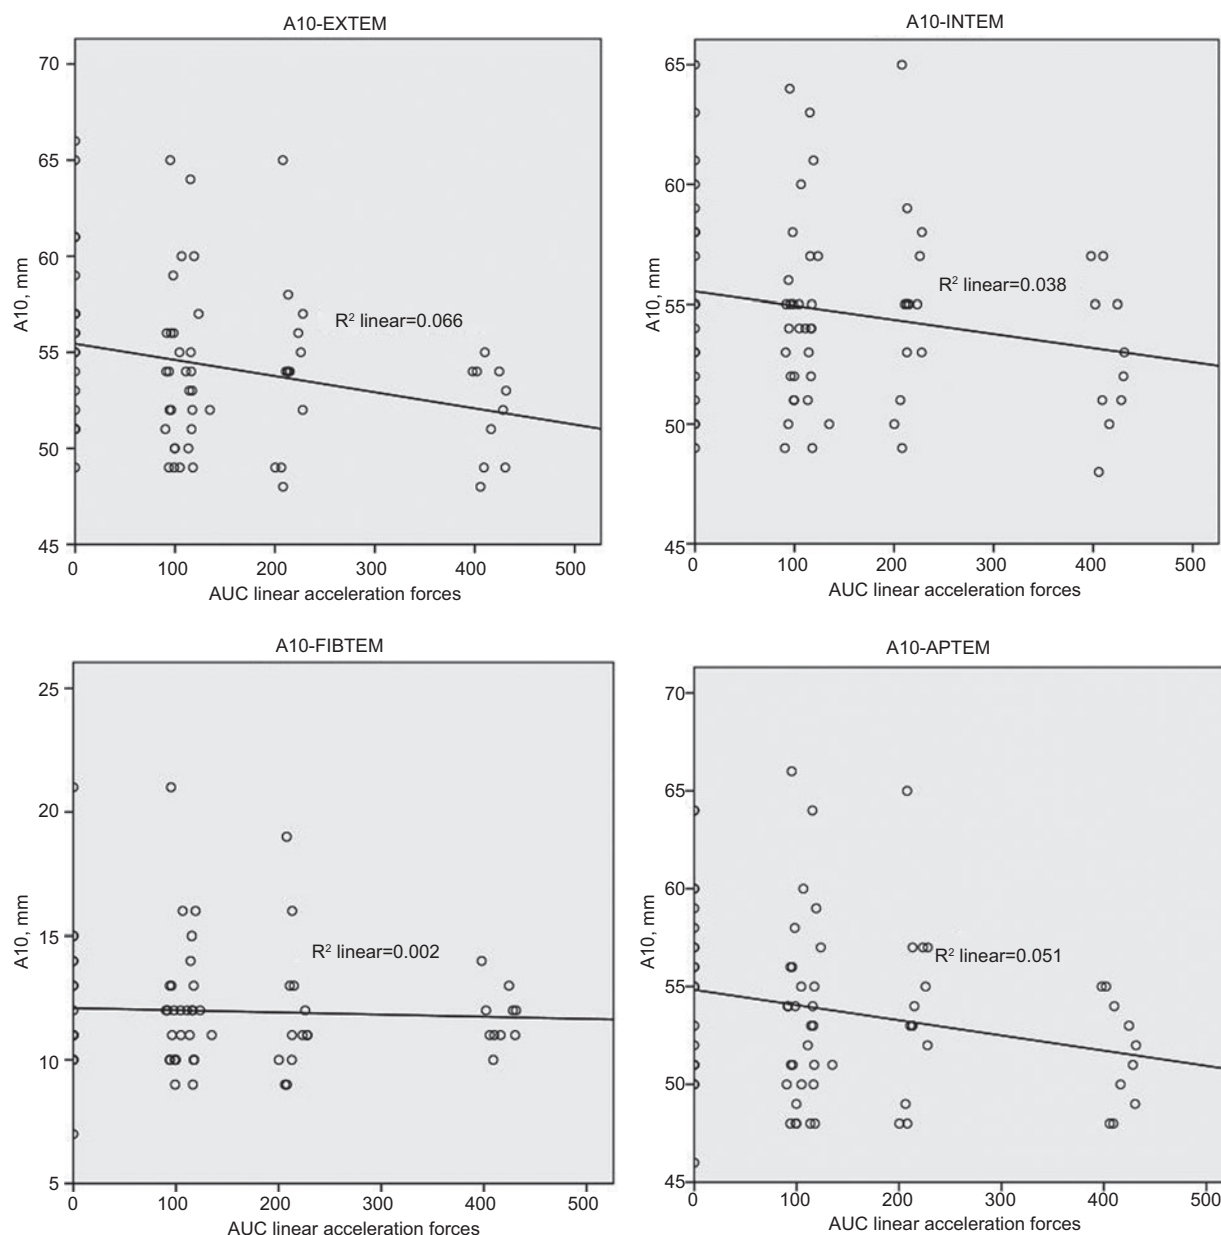 A10-EXTEM
70
65
60
55
50
45
A10, mm
R² linear=0.066
0 100 200 300 400 500
AUC linear acceleration forces
A10-INTEM
65
60
55
50
45
A10, mm
R² linear=0.038
0 100 200 300 400 500
AUC linear acceleration forces
A10-FIBTEM
25
20
15
10
5
A10, mm
R² linear=0.002
0 100 200 300 400 500
AUC linear acceleration forces
A10-APTEM
70
65
60
55
50
45
A10, mm
R² linear=0.051
0 100 200 300 400 500
AUC linear acceleration forces